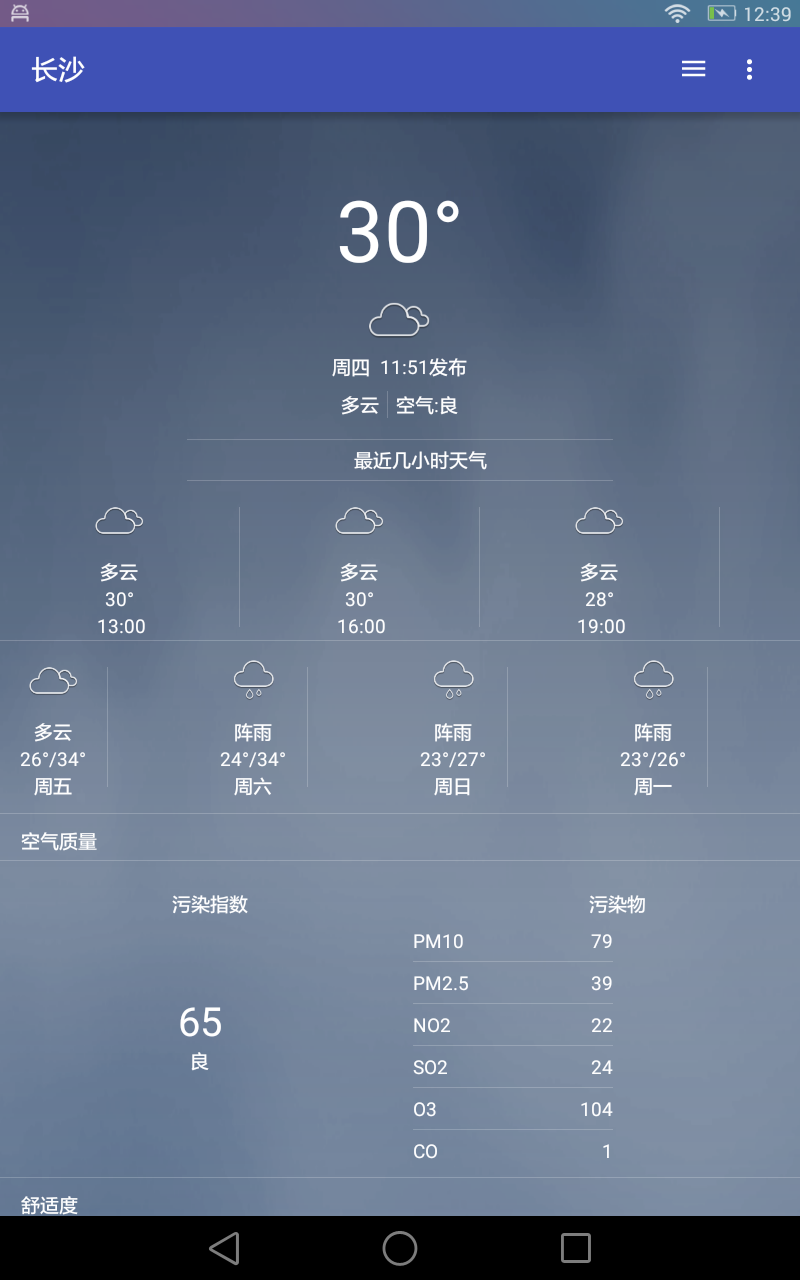 12:39
长沙
30°
周四 11:51发布
多云 空气:良
最近几小时天气
多云 多云 多云
30° 30° 28°
13:00 16:00 19:00
多云 阵雨 阵雨 阵雨
26°/34° 24°/34° 23°/27° 23°/26°
周五 周六 周日 周一
空气质量
污染指数 污染物
PM10 79
PM2.5 39
65
NO2 22
良
SO2 24
O3 104
CO 1
舒适度